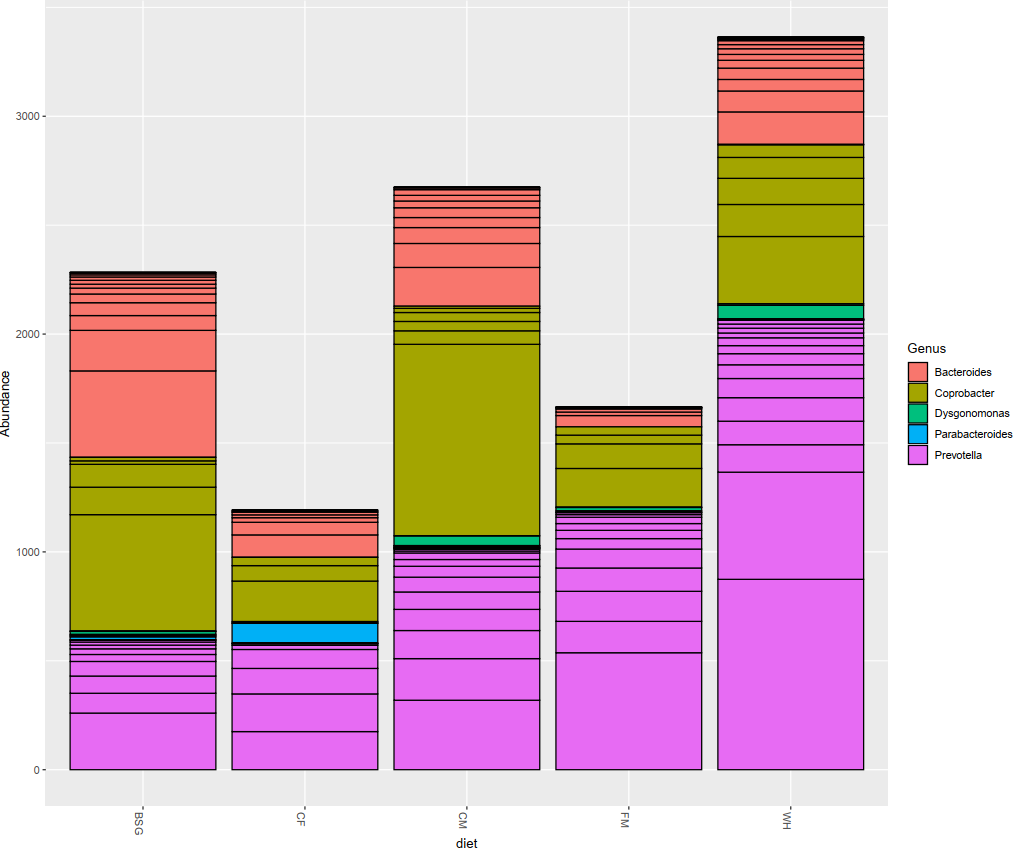 Abundance
3000
2000
1000
0
BSG
CF
CM
FM
WH
diet
Genus
Bacteroides
Coprobacter
Dysgonomonas
Parabacteroides
Prevotella